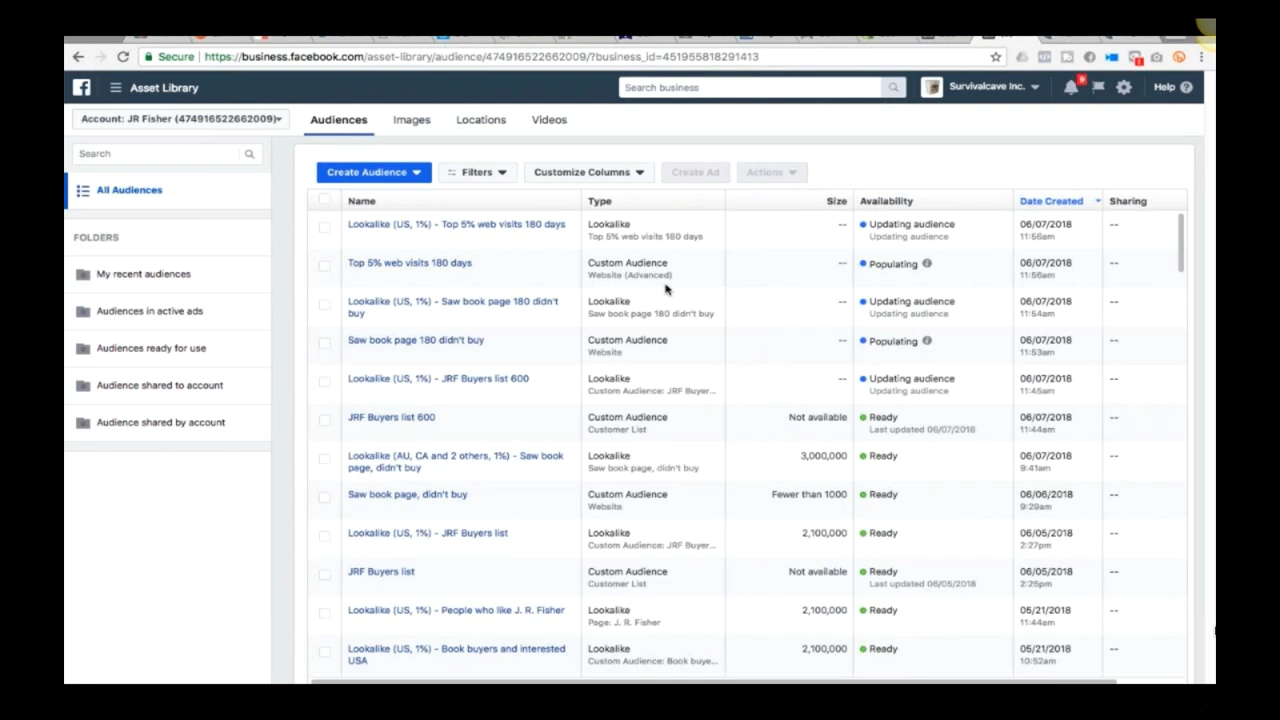 Secure https://business.facebook.com/asset-library/audience/474916522662009/?business_id=451955818291413
Asset Library
Search business
Survivalcave Inc.
9
Help
Account: JR Fisher (474916522662009)
Audiences
Images
Locations
Videos
Search
All Audiences
FOLDERS
My recent audiences
Audiences in active ads
Audiences ready for use
Audience shared to account
Audience shared by account
Create Audience
Filters
Customize Columns
Create Ad
Actions
Name Type Size Availability Date Created Sharing
Lookalike (US, 1%) - Top 5% web visits 180 days Lookalike -- Updating audience 06/07/2018 --
Top 5% web visits 180 days Updating audience 11:56am
Top 5% web visits 180 days Custom Audience -- Populating 06/07/2018 --
Website (Advanced) 11:56am
Lookalike (US, 1%) - Saw book page 180 didn't Lookalike -- Updating audience 06/07/2018 --
buy Saw book page 180 didn't buy Updating audience 11:54am
Saw book page 180 didn't buy Custom Audience -- Populating 06/07/2018 --
Website 11:53am
Lookalike (US, 1%) - JRF Buyers list 600 Lookalike -- Updating audience 06/07/2018 --
Custom Audience: JRF Buyer... Updating audience 11:45am
JRF Buyers list 600 Custom Audience Not available Ready 06/07/2018 --
Customer List Last updated 06/07/2018 11:44am
Lookalike (AU, CA and 2 others, 1%) - Saw book Lookalike 3,000,000 Ready 06/07/2018 --
page, didn't buy Saw book page, didn't buy 9:41am
Saw book page, didn't buy Custom Audience Fewer than 1000 Ready 06/06/2018 --
Website 9:29am
Lookalike (US, 1%) - JRF Buyers list Lookalike 2,100,000 Ready 06/05/2018 --
Custom Audience: JRF Buyer... 2:27pm
JRF Buyers list Custom Audience Not available Ready 06/05/2018 --
Customer List Last updated 06/05/2018 2:25pm
Lookalike (US, 1%) - People who like J. R. Fisher Lookalike 2,100,000 Ready 05/21/2018 --
Page: J. R. Fisher 11:44am
Lookalike (US, 1%) - Book buyers and interested Lookalike 2,100,000 Ready 05/21/2018 --
USA Custom Audience: Book buye... 10:52am